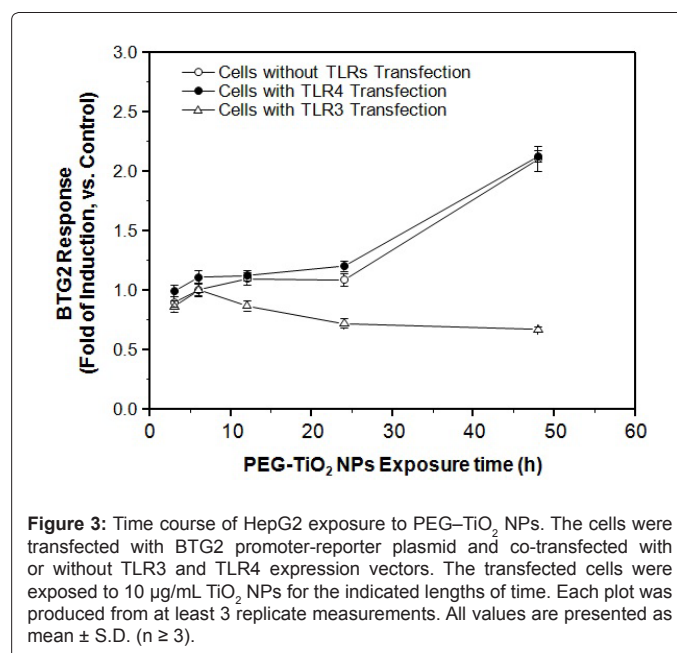 3.0
2.5
2.0
1.5
1.0
0.5
0.0
BTG2 Response
(Fold of Induction, vs. Control)
Cells without TLRs Transfection
Cells with TLR4 Transfection
Cells with TLR3 Transfection
0 10 20 30 40 50 60
PEG-TiO₂ NPs Exposure time (h)
Figure 3: Time course of HepG2 exposure to PEG–TiO₂ NPs. The cells were
transfected with BTG2 promoter-reporter plasmid and co-transfected with
or without TLR3 and TLR4 expression vectors. The transfected cells were
exposed to 10 µg/mL TiO₂ NPs for the indicated lengths of time. Each plot was
produced from at least 3 replicate measurements. All values are presented as
mean ± S.D. (n ≥ 3).